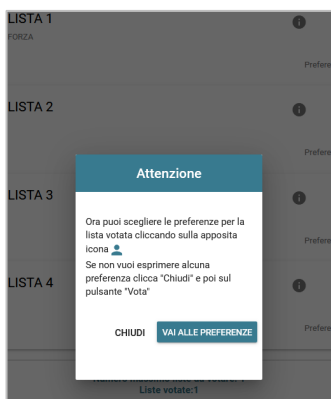 LISTA 1
FORZA
Prefere
LISTA 2
Prefere
Attenzione
LISTA 3
Ora puoi scegliere le preferenze per la
lista votata cliccando sulla apposita
icona
Prefere
Se non vuoi esprimere alcuna
preferenza clicca "Chiudi" e poi sul
pulsante "Vota"
LISTA 4
CHIUDI
VAI ALLE PREFERENZE
Prefere
Liste votate:1